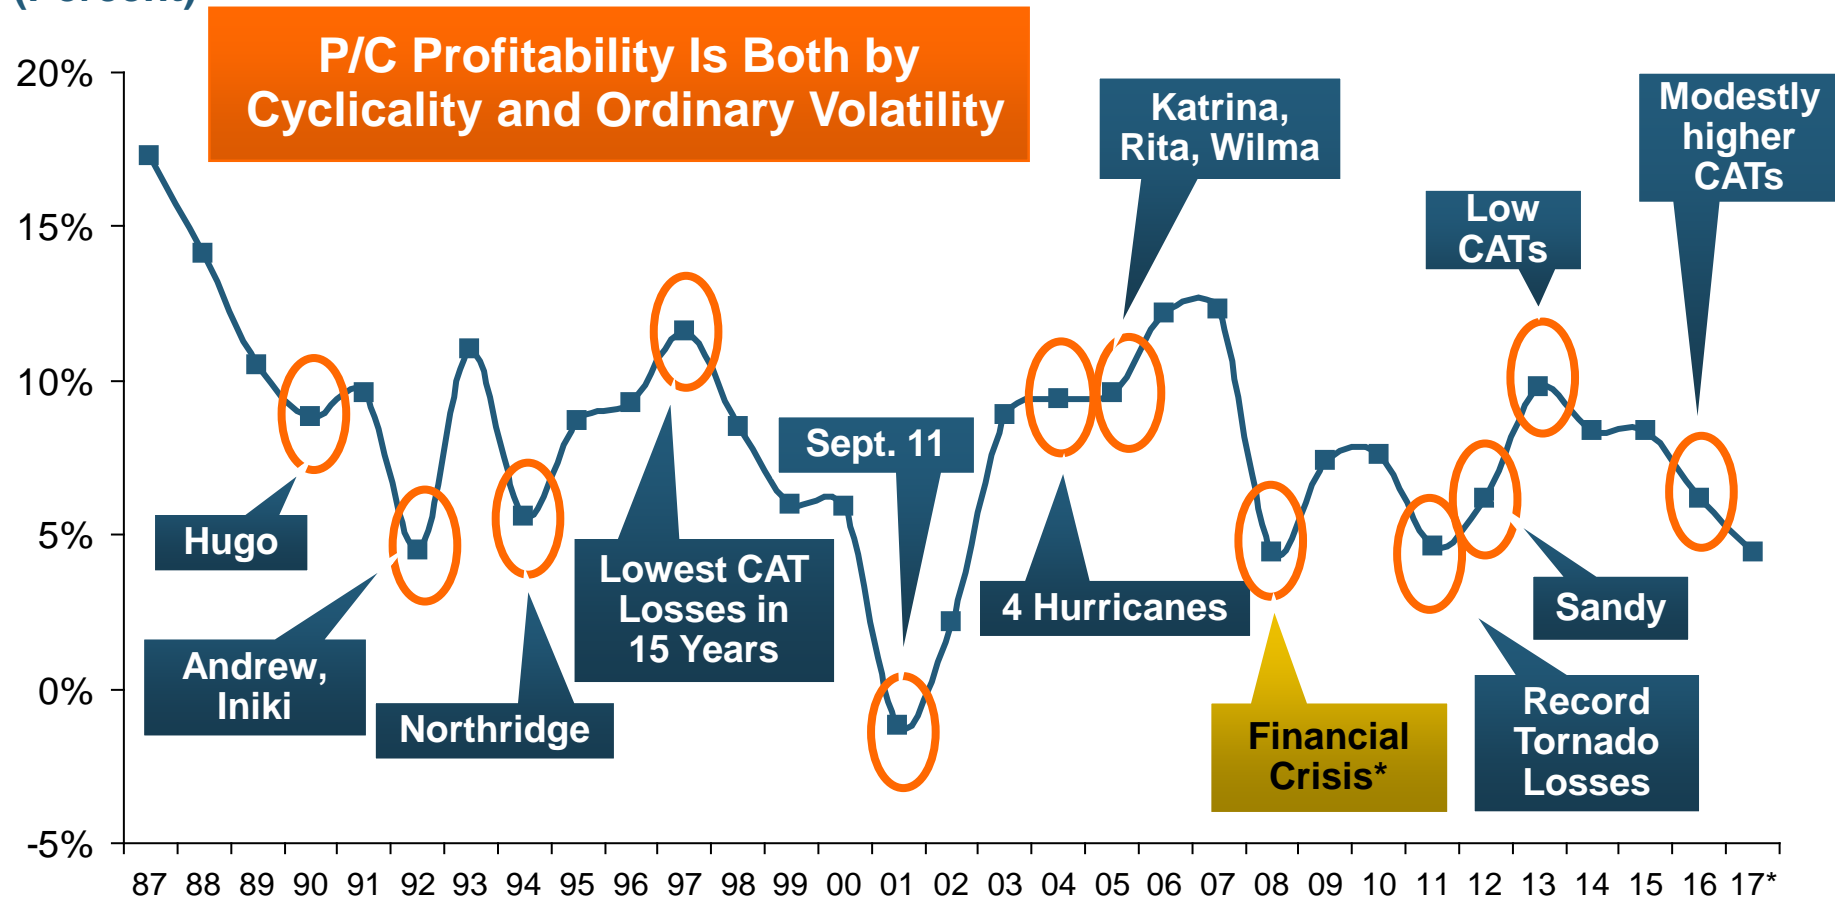 (Percent)
P/C Profitability Is Both by
Cyclicality and Ordinary Volatility
20%
15%
10%
5%
0%
-5%
Katrina,
Rita, Wilma
Modestly
higher
CATs
Low
CATs
Sept. 11
Hugo
Lowest CAT
Losses in
15 Years
4 Hurricanes
Sandy
Andrew,
Iniki
Northridge
Financial
Crisis*
Record
Tornado
Losses
87 88 89 90 91 92 93 94 95 96 97 98 99 00 01 02 03 04 05 06 07 08 09 10 11 12 13 14 15 16 17*